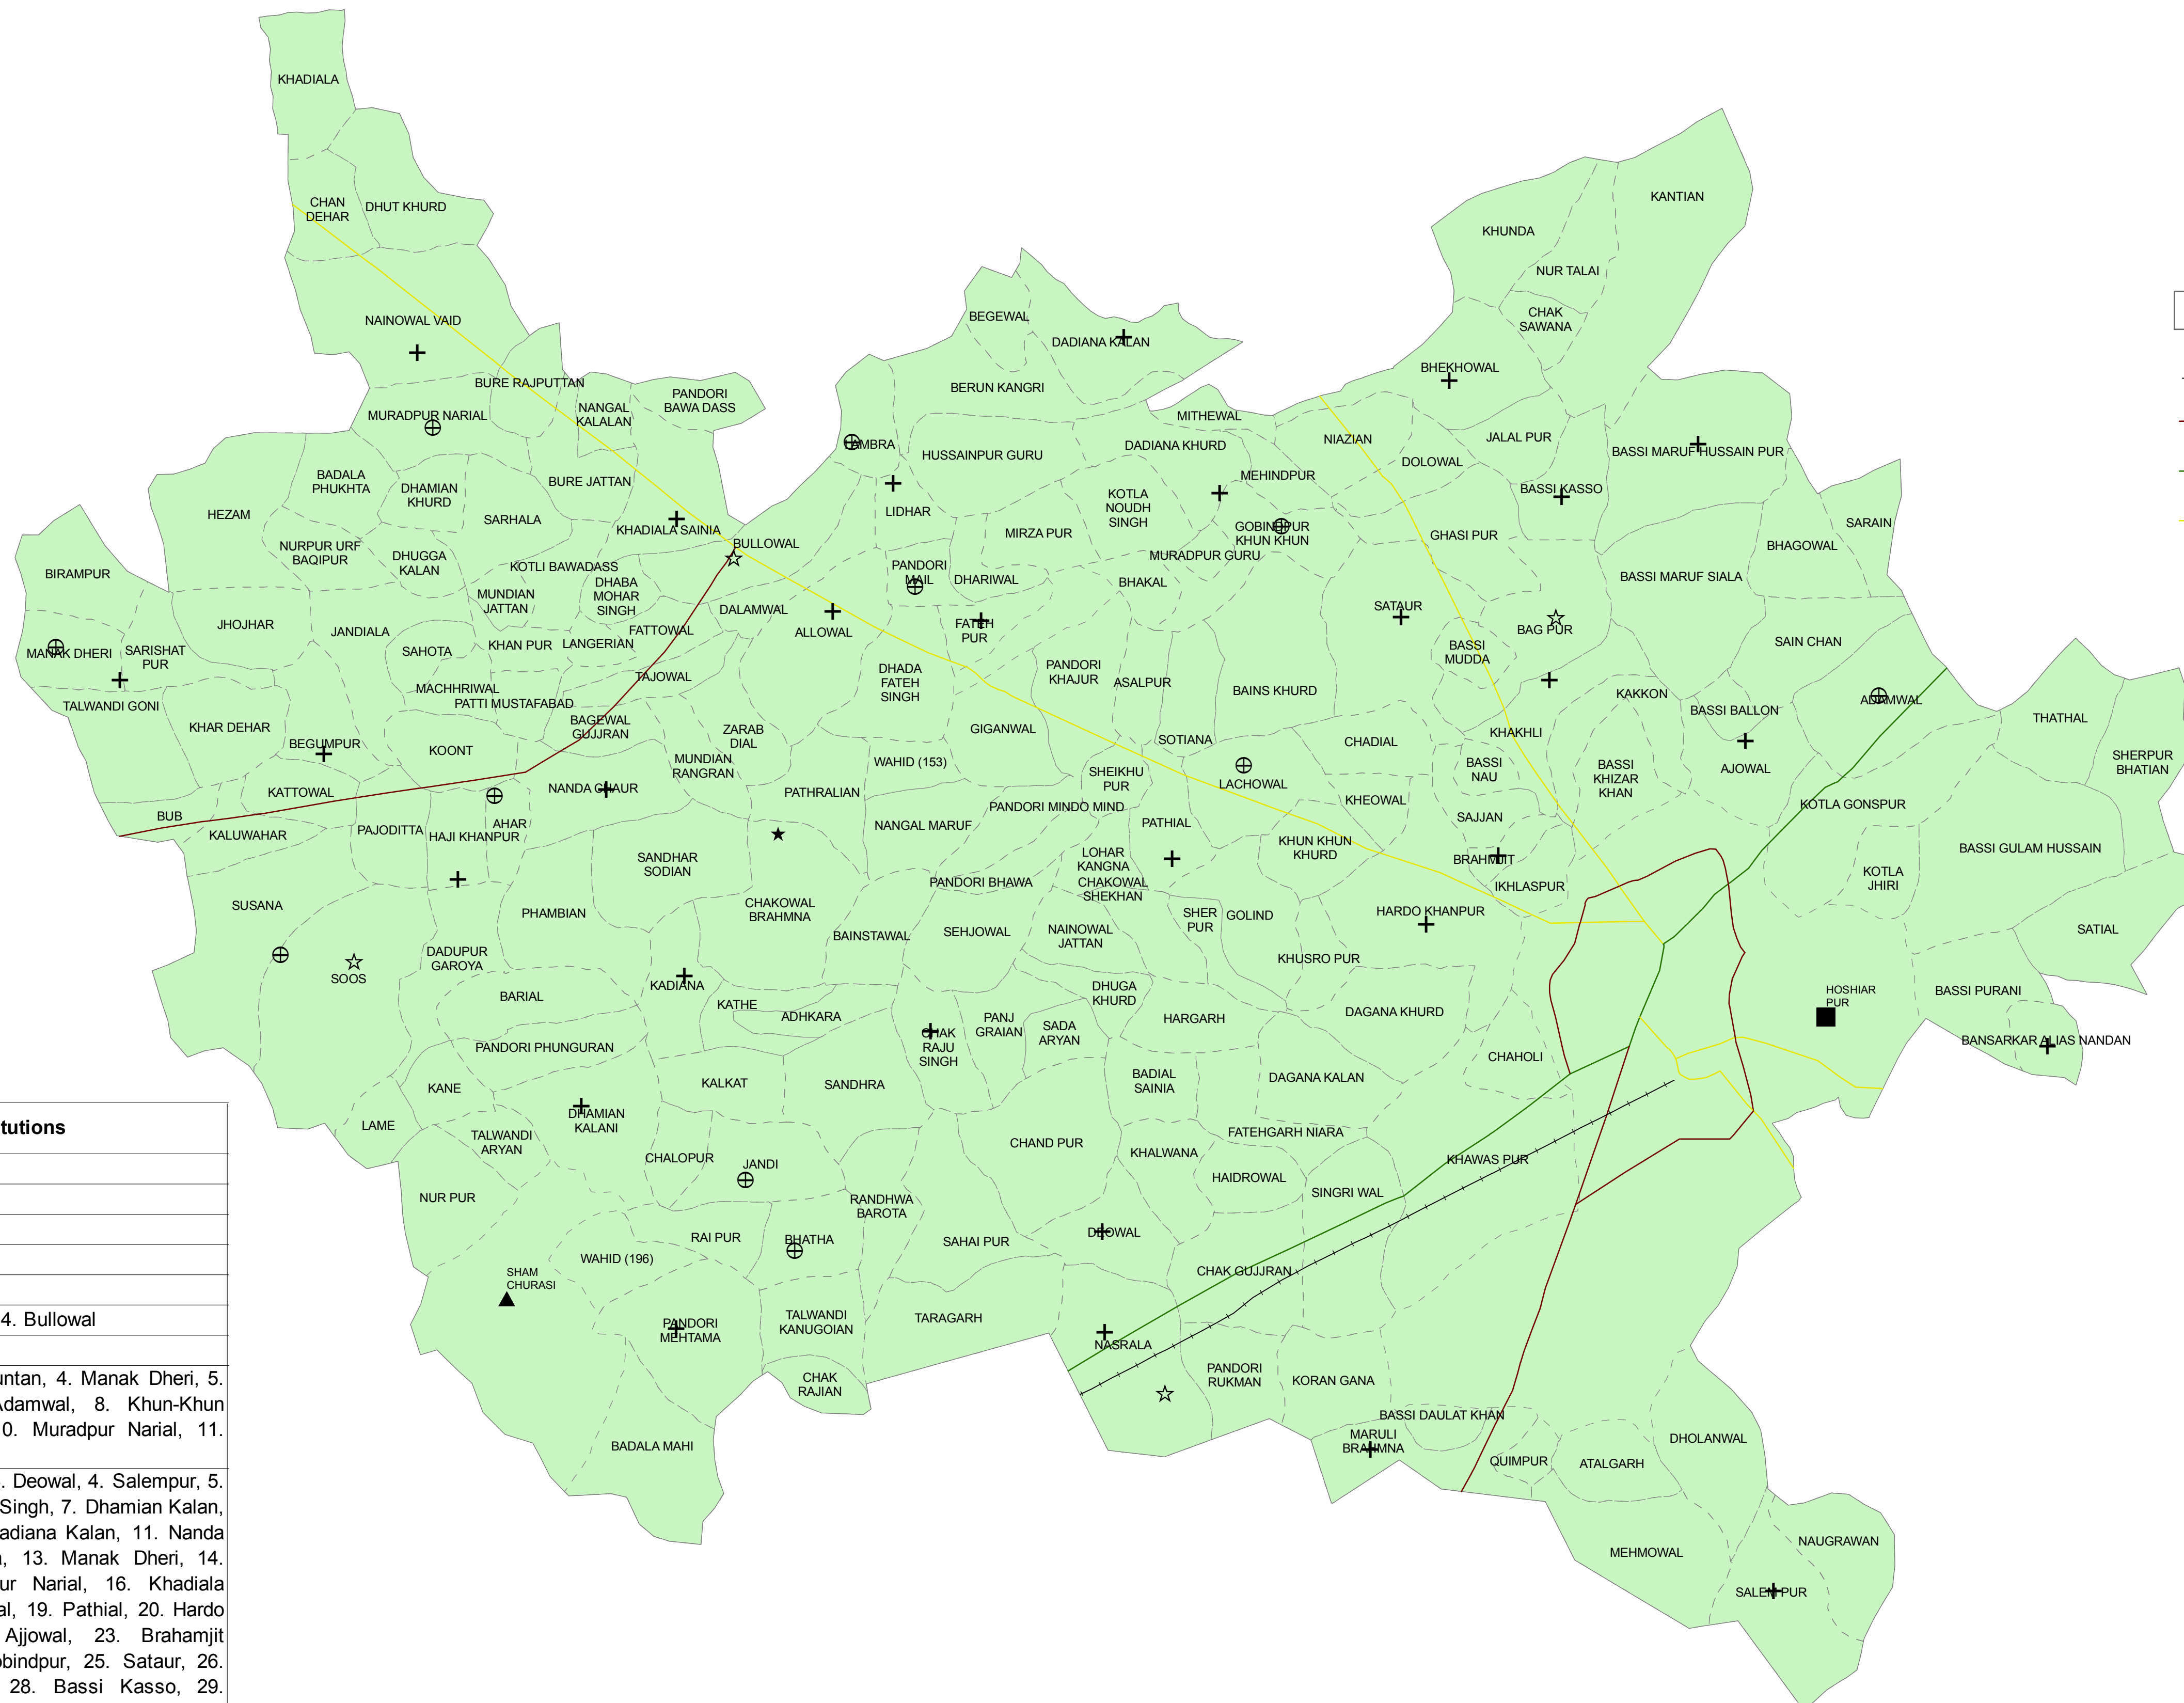 KHADIALA
CHAN
DEHAR
DHUT KHURD
KANTIAN
KHUNDA
NUR TALAI
CHAK
SAWANA
NAINOWAL VAID
BEGEWAL
DADIANA KALAN
BHEKHOWAL
BURE RAJPUTTAN
BERUN KANGRI
PANDORI
BAWA DASS
NANGAL
KALALAN
MURADPUR NARIAL
MITHEWAL
NIAZIAN
JALAL PUR
LAMBRA
HUSSAINPUR GURU
DADIANA KHURD
BASSI MARUF HUSSAIN PUR
DOLOWAL
MEHINDPUR
BADALA
PHUKHTA
DHAMIAN
KHURD
BURE JATTAN
BASSI KASSO
KOTLA
NOUDH
SINGH
LIDHAR
HEZAM
SARHALA
SARAIN
KHADIALA SAINIA
MIRZA PUR
GOBINDPUR
KHUN KHUN
GHASI PUR
BULLOWAL
BHAGOWAL
NURPUR URF
BAQIPUR
DHUGGA
KALAN
KOTLI BAWADASS
MURADPUR GURU
BIRAMPUR
PANDORI
MAIL
DHARIWAL
BHAKAL
BASSI MARUF SIALA
DHABA
MOHAR
SINGH
MUNDIAN
JATTAN
DALAMWAL
SATAUR
JHOJHAR
JANDIALA
FATTOWAL
ALLOWAL
FATEH
PUR
BAG PUR
KHAN PUR
LANGERIAN
SAIN CHAN
MANAK DHERI
SARISHAT
PUR
SAHOTA
BASSI
MUDDA
TAJOWAL
DHADA
FATEH
SINGH
PANDORI
KHAJUR
ASALPUR
BAINS KHURD
MACHHRIWAL
PATTI MUSTAFABAD
KAKKON
ADAMWAL
TALWANDI GONI
BASSI BALLON
THATHAL
KHAR DEHAR
BAGEWAL
GUJJRAN
ZARAB
DIAL
GIGANWAL
KHAKHLI
BEGUMPUR
KOONT
SOTIANA
CHADIAL
SHERPUR
BHATIAN
MUNDIAN
RANGRAN
WAHID (153)
BASSI
NAU
BASSI
KHIZAR
KHAN
AJOWAL
SHEIKHU
PUR
LACHOWAL
NANDA GHAUR
KATTOWAL
PATHRALIAN
KHEOWAL
PANDORI MINDO MIND
KOTLA GONSPUR
BUB
SAJJAN
KALUWAHAR
PAJODITTA
AHAR
HAJI KHANPUR
NANGAL MARUF
PATHIAL
KHUN KHUN
KHURD
BASSI GULAM HUSSAIN
LOHAR
KANGNA
SANDHAR
SODIAN
BRAHMJIT
KOTLA
JHIRI
PANDORI BHAWA
CHAKOWAL
SHEKHAN
IKHLASPUR
SUSANA
PHAMBIAN
CHAKOWAL
BRAHMNA
SHER
PUR
GOLIND
HARDO KHANPUR
BAINSTAWAL
SEHJOWAL
NAINOWAL
JATTAN
SATIAL
DADUPUR
GAROYA
KHUSRO PUR
SOOS
KADIANA
BARIAL
DHUGA
KHURD
HOSHIAR
PUR
BASSI PURANI
KATHE
ADHKARA
PANJ
GRAIAN
SADA
ARYAN
HARGARH
DAGANA KHURD
CHAK
RAJU
SINGH
PANDORI PHUNGURAN
CHAHOLI
BANSARKAR ALIAS NANDAN
KANE
KALKAT
SANDHRA
BADIAL
SAINIA
DAGANA KALAN
LAME
DHAMIAN
KALANI
TALWANDI
ARYAN
CHAND PUR
FATEHGARH NIARA
CHALOPUR
JANDI
KHALWANA
KHAWAS PUR
HAIDROWAL
NUR PUR
RANDHWA
BAROTA
SINGRI WAL
RAI PUR
BHATHA
SAHAI PUR
DEOWAL
WAHID (196)
SHAM
CHURASI
CHAK GUJJRAN
PANDORI
MEHTAMA
TALWANDI
KANUGOIAN
TARAGARH
NASRALA
CHAK
RAJIAN
PANDORI
RUKMAN
KORAN GANA
BADALA MAHI
BASSI DAULAT KHAN
MARULI
BRAHMNA
DHOLANWAL
QUIMPUR
ATALGARH
MEHMOWAL
NAUGRAWAN
SALEMPUR
tutions
4. Bullowal
untan, 4. Manak Dheri, 5.
Adamwal, 8. Khun-Khun
0. Muradpur Narial, 11.
. Deowal, 4. Salempur, 5.
Singh, 7. Dhamian Kalan,
adiana Kalan, 11. Nanda
, 13. Manak Dheri, 14.
ur Narial, 16. Khadiala
al, 19. Pathial, 20. Hardo
Ajjowal, 23. Brahamjit
obindpur, 25. Sataur, 26.
28. Bassi Kasso, 29.